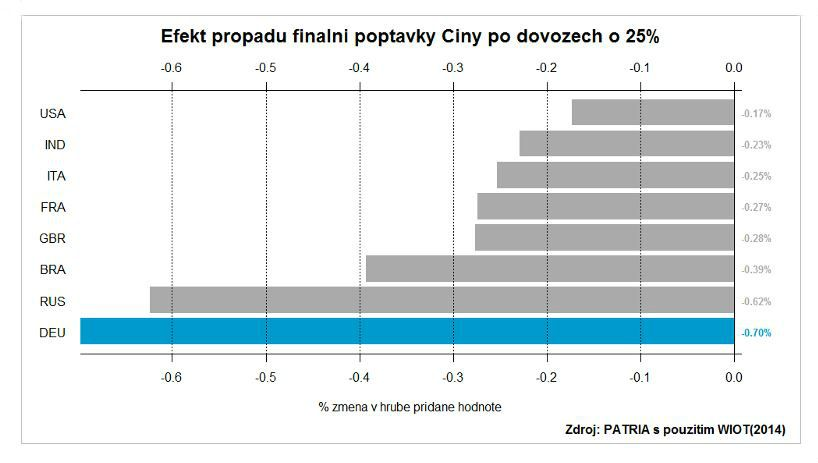 Efekt propadu finalni poptavky Ciny po dovozech o 25%
-0.6 -0.5 -0.4 -0.3 -0.2 -0.1 0.0
USA -0.17%
IND -0.23%
ITA -0.25%
FRA -0.27%
GBR -0.28%
BRA -0.39%
RUS -0.62%
DEU -0.70%
-0.6 -0.5 -0.4 -0.3 -0.2 -0.1 0.0
% zmena v hrube pridane hodnote
Zdroj: PATRIA s pouzitim WIOT(2014)